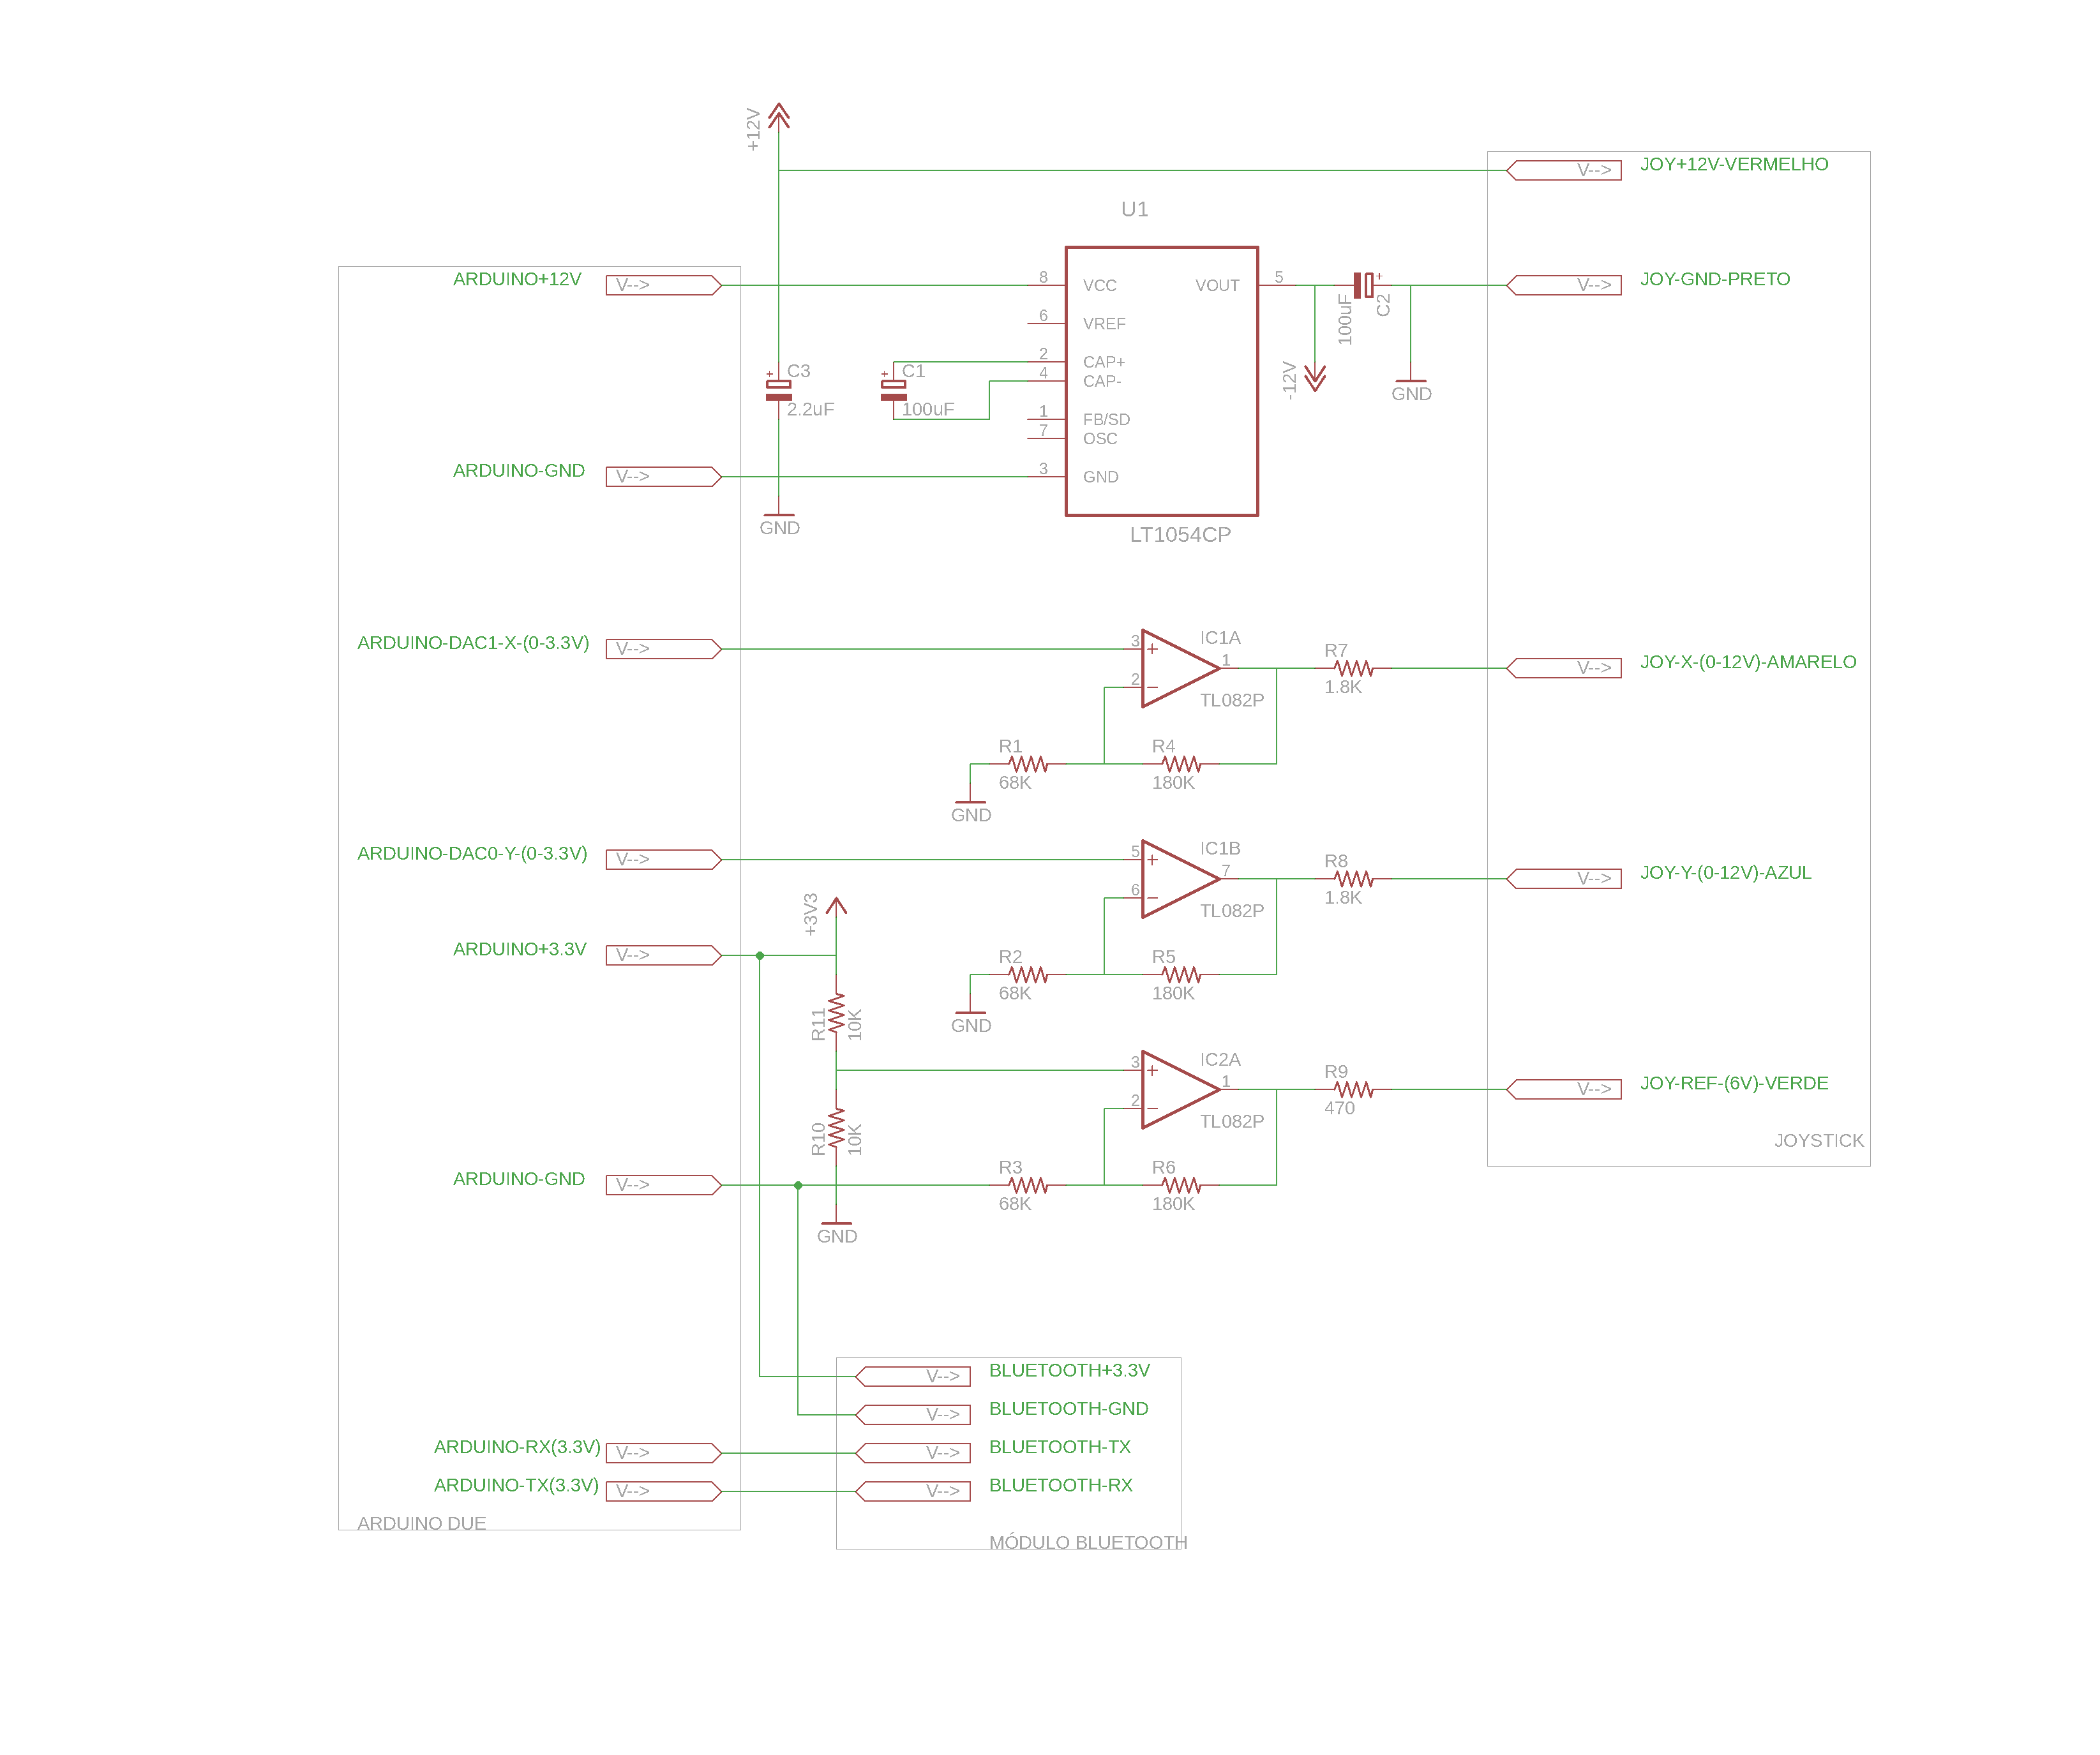 +12V
V--> JOY+12V-VERMELHO
U1
ARDUINO+12V V-->
8 VCC VOUT 5
+ 100uF C2
V--> JOY-GND-PRETO
6 VREF
2 CAP+
4 CAP-
+ C3 2.2uF
+ C1 100uF
-12V
GND
1 FB/SD
7 OSC
ARDUINO-GND V-->
3 GND
GND
LT1054CP
ARDUINO-DAC1-X-(0-3.3V) V-->
3 + IC1A
1
2 − TL082P
R7
1.8K
V--> JOY-X-(0-12V)-AMARELO
R1 R4
68K 180K
GND
ARDUINO-DAC0-Y-(0-3.3V) V-->
5 + IC1B
7
6 − TL082P
R8
1.8K
V--> JOY-Y-(0-12V)-AZUL
+3V3
ARDUINO+3.3V V-->
R2 R5
68K 180K
GND
R11 10K
3 + IC2A
1
2 − TL082P
R9
470
V--> JOY-REF-(6V)-VERDE
R10 10K
JOYSTICK
ARDUINO-GND V-->
R3 R6
68K 180K
GND
V--> BLUETOOTH+3.3V
V--> BLUETOOTH-GND
ARDUINO-RX(3.3V) V--> V--> BLUETOOTH-TX
ARDUINO-TX(3.3V) V--> V--> BLUETOOTH-RX
ARDUINO DUE
MÓDULO BLUETOOTH